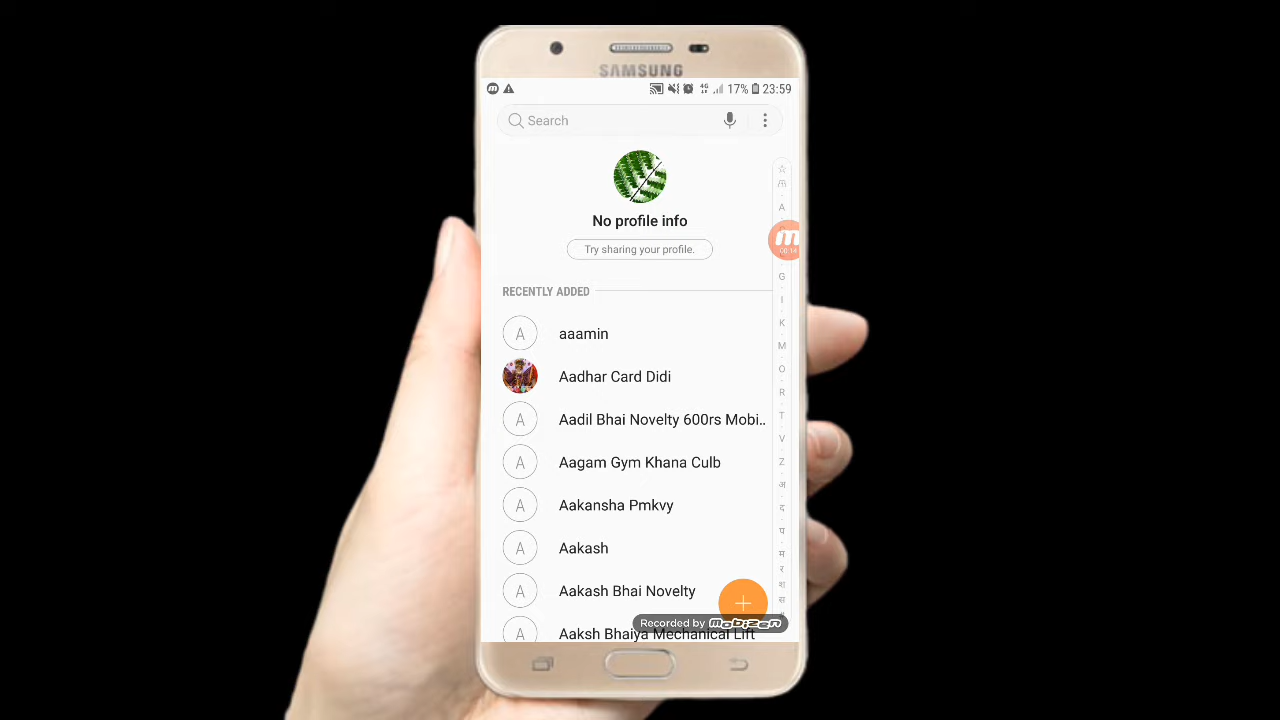 SAMSUNG
17% 23:59
Search
No profile info
Try sharing your profile.
RECENTLY ADDED
A aaamin
Aadhar Card Didi
A Aadil Bhai Novelty 600rs Mobi..
A Aagam Gym Khana Culb
A Aakansha Pmkvy
A Aakash
A Aakash Bhai Novelty
A Aaksh Bhaiya Mechanical Lift
Recorded by mobizen
A
G
I
K
M
O
R
T
V
Z
अ
द
प
म
र
श
स